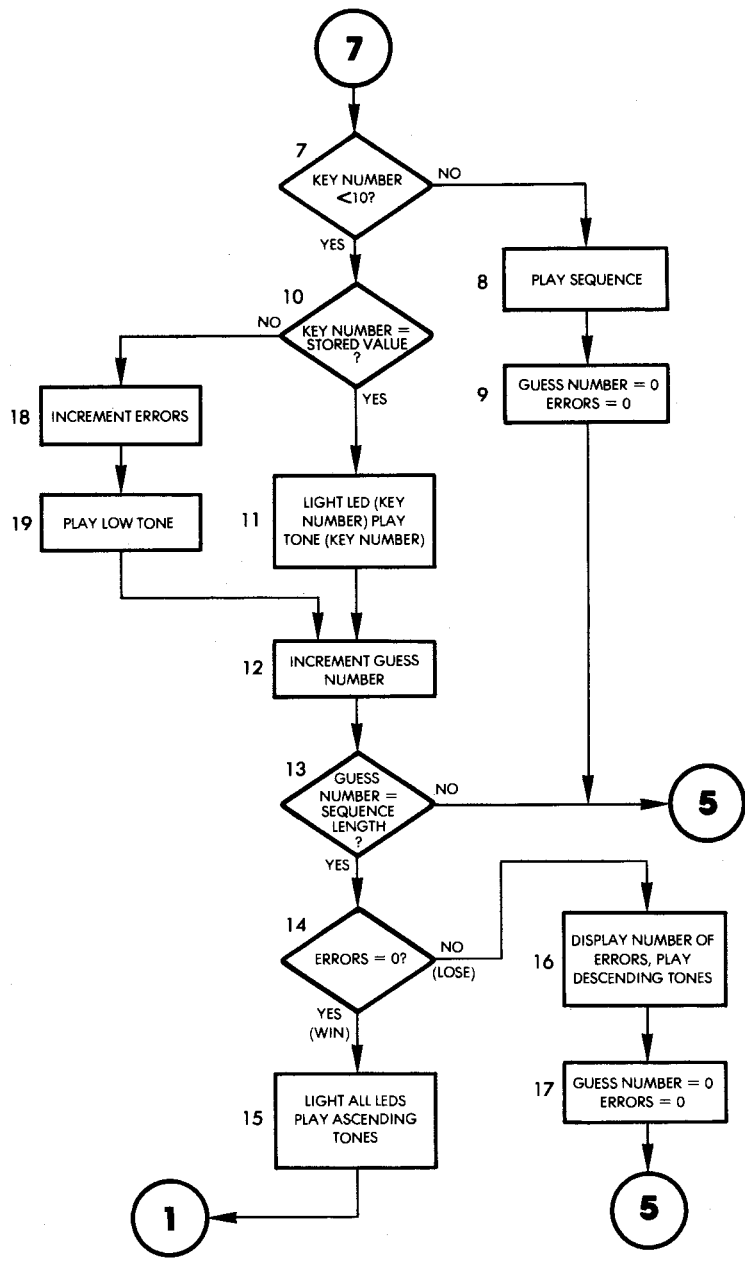 7
7
KEY NUMBER
<10?
NO
YES
8
PLAY SEQUENCE
10
KEY NUMBER =
STORED VALUE
?
NO
YES
9
GUESS NUMBER = 0
ERRORS = 0
18
INCREMENT ERRORS
11
LIGHT LED (KEY
NUMBER) PLAY
TONE (KEY NUMBER)
19
PLAY LOW TONE
12
INCREMENT GUESS
NUMBER
13
GUESS
NUMBER =
SEQUENCE
LENGTH
?
NO
YES
5
14
ERRORS = 0?
NO
(LOSE)
YES
(WIN)
16
DISPLAY NUMBER OF
ERRORS, PLAY
DESCENDING TONES
15
LIGHT ALL LEDS
PLAY ASCENDING
TONES
17
GUESS NUMBER = 0
ERRORS = 0
1
5